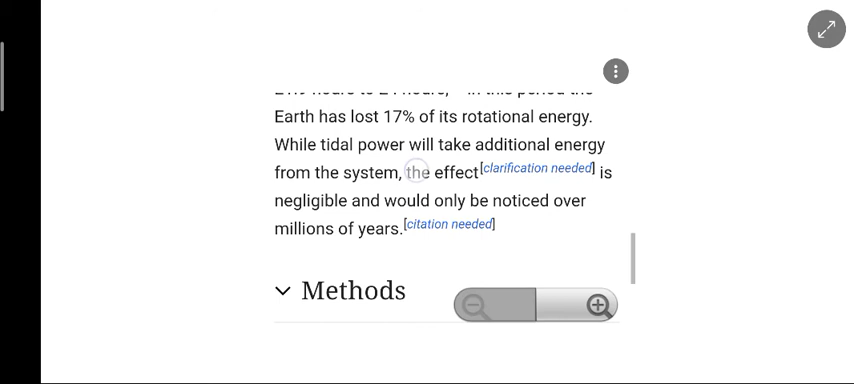 Earth has lost 17% of its rotational energy.
While tidal power will take additional energy
from the system, the effect[clarification needed] is
negligible and would only be noticed over
millions of years.[citation needed]
Methods